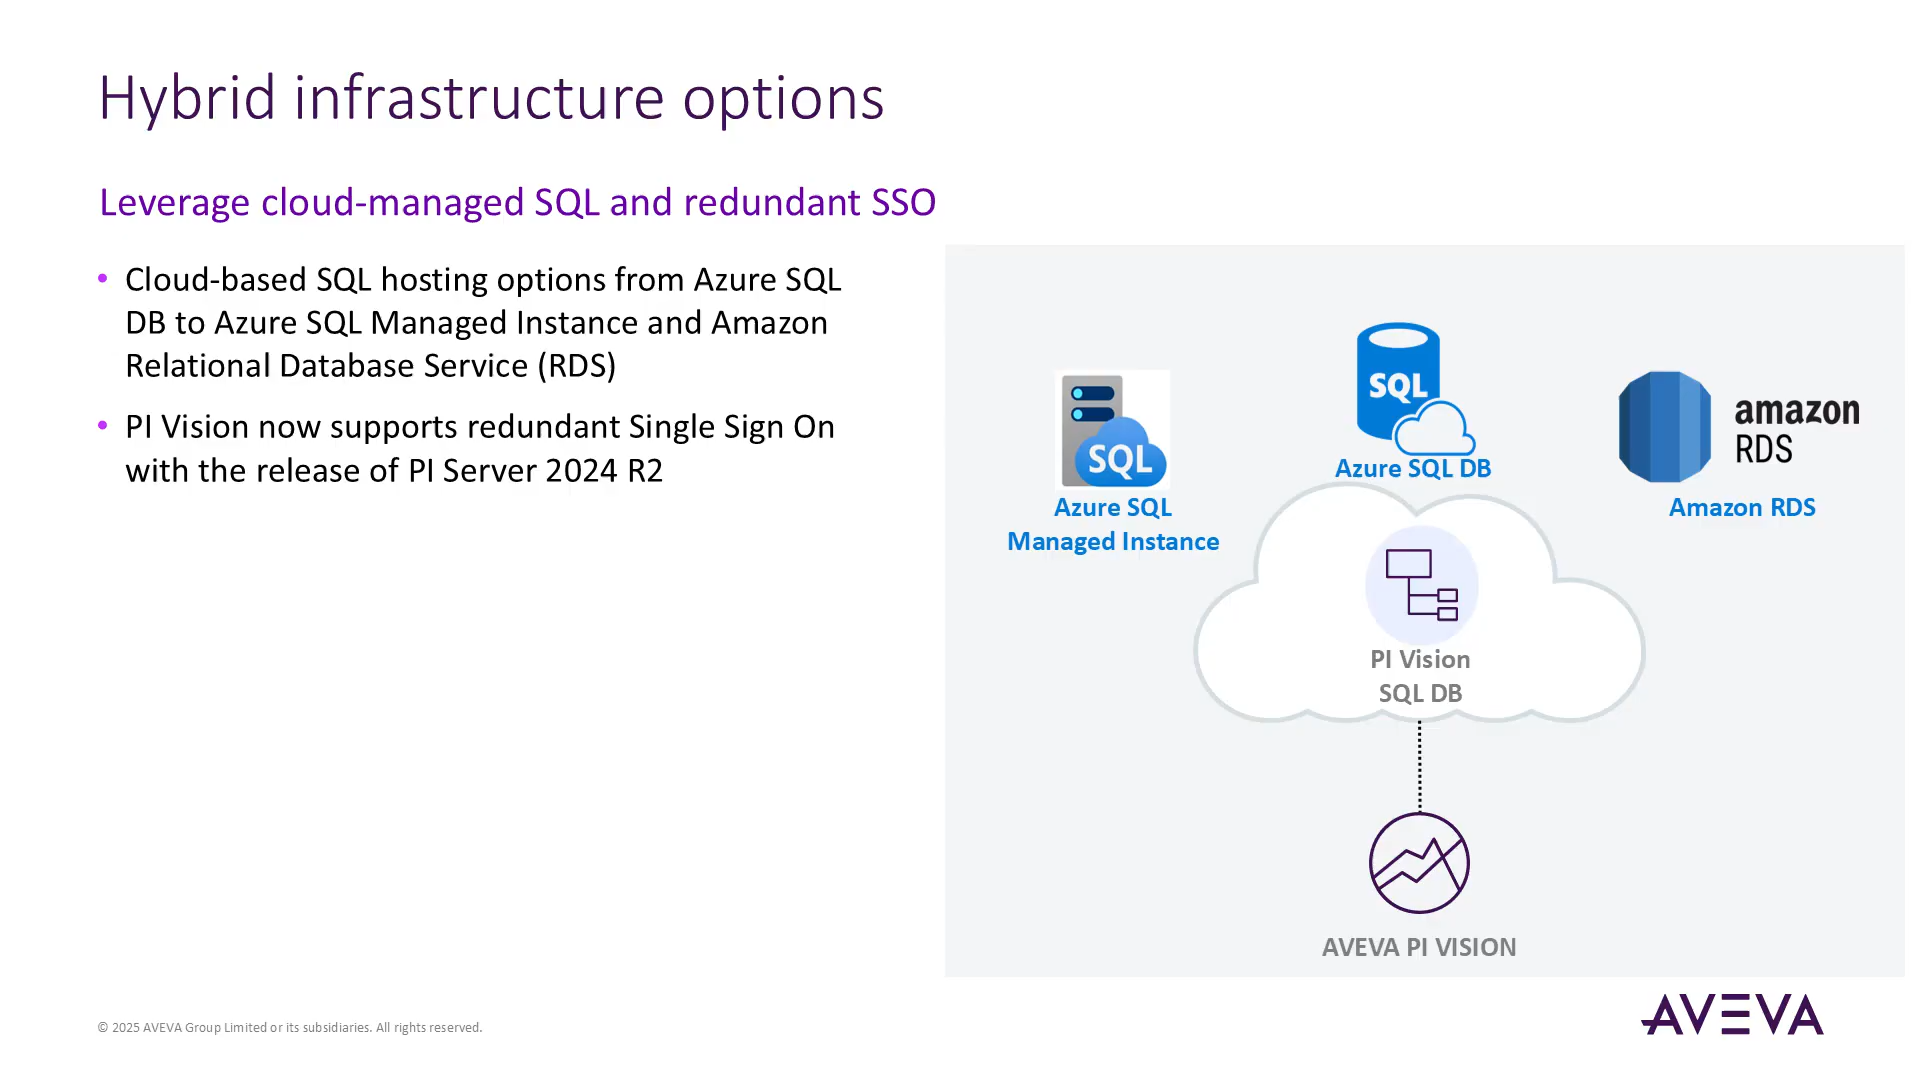 Hybrid infrastructure options
Leverage cloud-managed SQL and redundant SSO
• Cloud-based SQL hosting options from Azure SQL
DB to Azure SQL Managed Instance and Amazon
Relational Database Service (RDS)
• PI Vision now supports redundant Single Sign On
with the release of PI Server 2024 R2
SQL
Azure SQL
Managed Instance
SQL
Azure SQL DB
amazon
RDS
Amazon RDS
PI Vision
SQL DB
AVEVA PI VISION
© 2025 AVEVA Group Limited or its subsidiaries. All rights reserved.
AVEVA